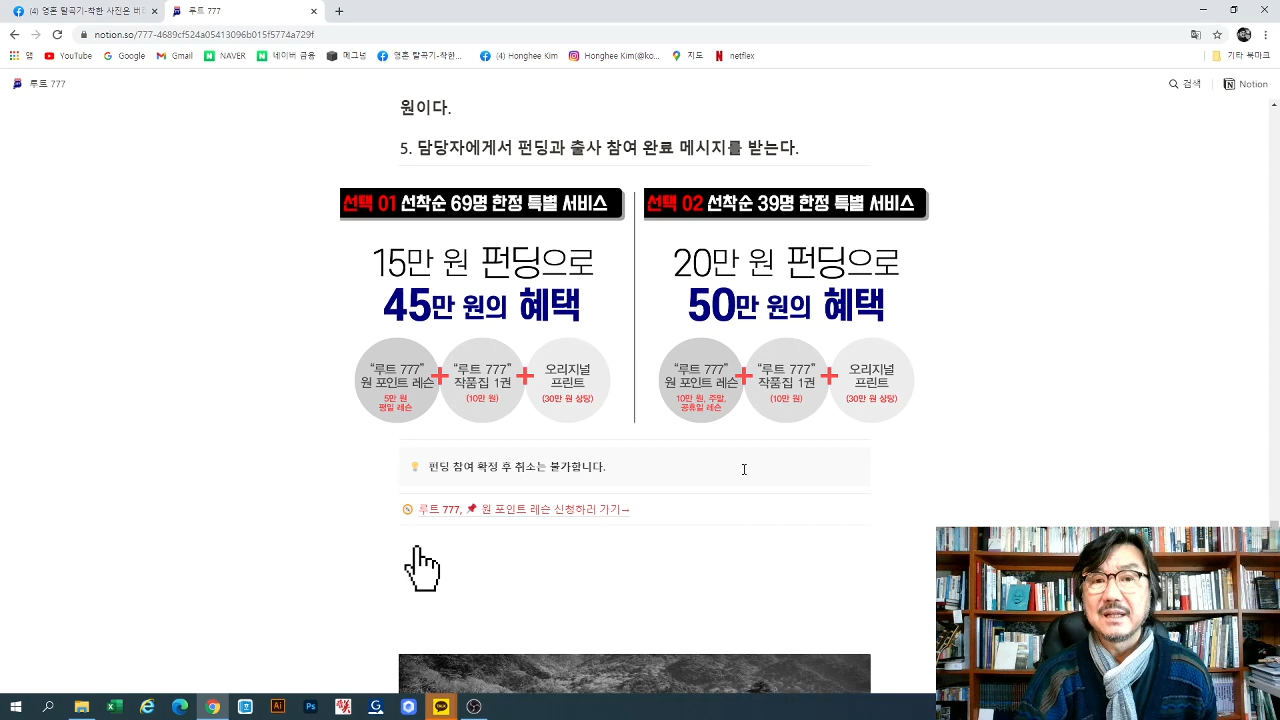 (4) 영혼 탈곡기-착한 사진은 버
루트 777
notion.so/777-4689cf524a05413096b015f5774a729f
앱
YouTube
Google
Gmail
NAVER
네이버 금융
메그넘
영혼 탈곡기-착한...
(4) Honghee Kim
Honghee Kim(@ko...
지도
netflex
기타 북마크
루트 777
검색
Notion
원이다.
5. 담당자에게서 펀딩과 출사 참여 완료 메시지를 받는다.
선택 01 선착순 69명 한정 특별 서비스
15만 원 펀딩으로
45만 원의 혜택
“루트 777”
원 포인트 레슨
5만 원
평일 레슨
“루트 777”
작품집 1권
(10만 원)
오리지널
프린트
(30만 원 상당)
선택 02 선착순 39명 한정 특별 서비스
20만 원 펀딩으로
50만 원의 혜택
“루트 777”
원 포인트 레슨
10만 원, 주말,
공휴일 레슨
“루트 777”
작품집 1권
(10만 원)
오리지널
프린트
(30만 원 상당)
펀딩 참여 확정 후 취소는 불가합니다.
루트 777, 📌 원 포인트 레슨 신청하러 가기→